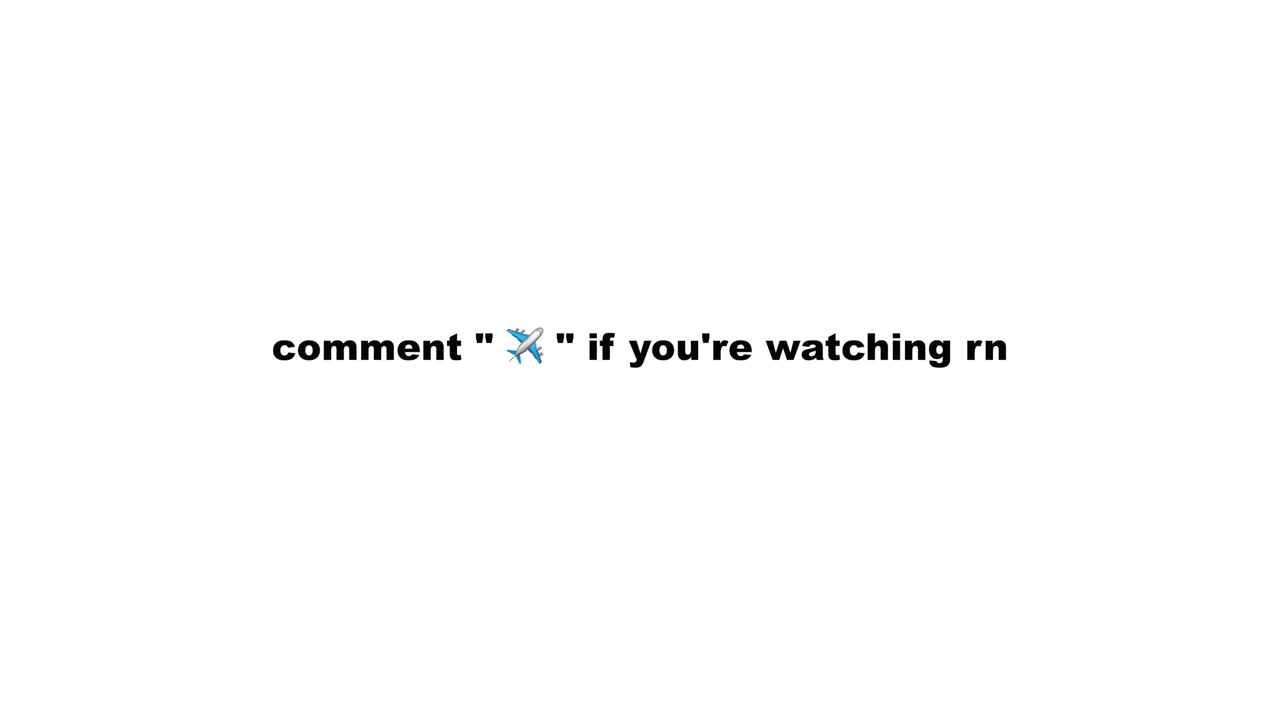 comment " ✈️ " if you're watching rn